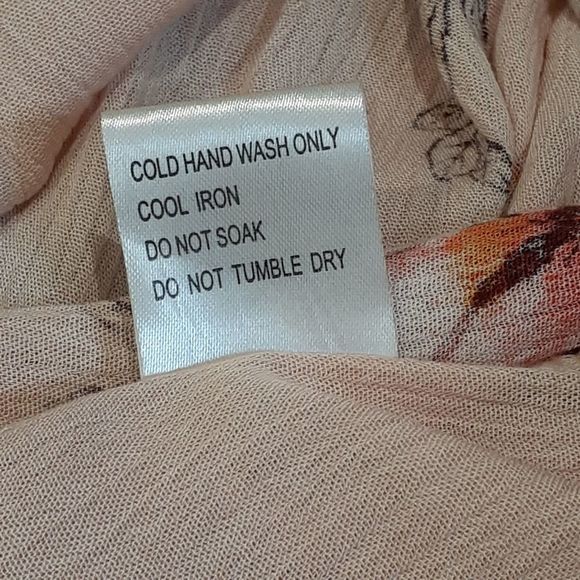 COLD HAND WASH ONLY
COOL IRON
DO NOT SOAK
DO NOT TUMBLE DRY